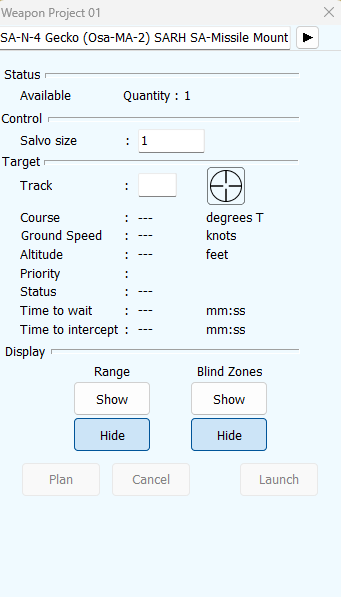 Weapon Project 01
SA-N-4 Gecko (Osa-MA-2) SARH SA-Missile Mount
Status
Available Quantity : 1
Control
Salvo size : 1
Target
Track :
Course : --- degrees T
Ground Speed : --- knots
Altitude : --- feet
Priority :
Status : ---
Time to wait : --- mm:ss
Time to intercept : --- mm:ss
Display
Range Blind Zones
Show Show
Hide Hide
Plan Cancel Launch